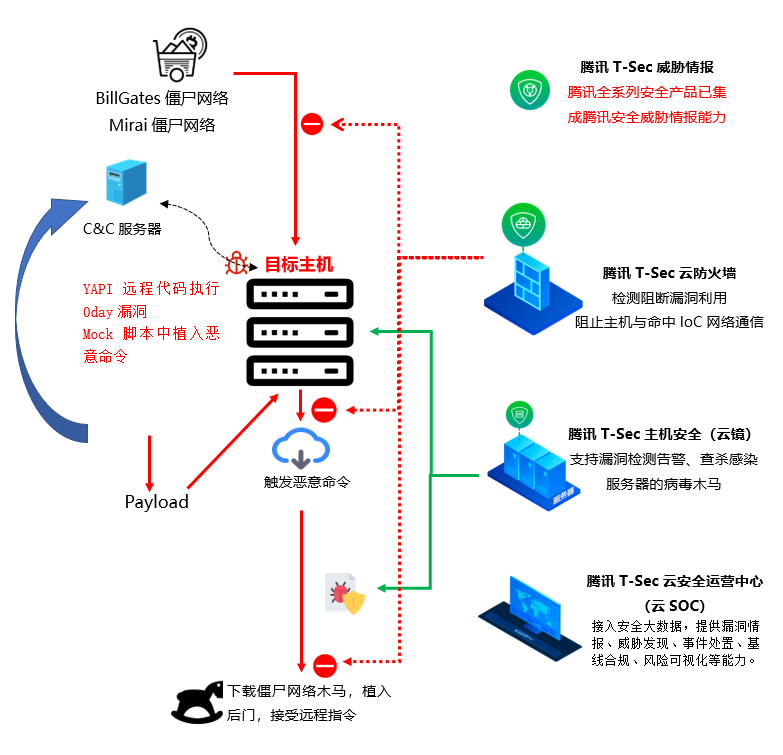 BillGates 僵尸网络
Mirai 僵尸网络
C&C 服务器
目标主机
YAPI 远程代码执行
0day 漏洞
Mock 脚本中植入恶
意命令
Payload
触发恶意命令
下载僵尸网络木马，植入
后门，接受远程指令
腾讯 T-Sec 威胁情报
腾讯全系列安全产品已集
成腾讯安全威胁情报能力
腾讯 T-Sec 云防火墙
检测阻断漏洞利用
阻止主机与命中 IoC 网络通信
腾讯 T-Sec 主机安全（云镜）
支持漏洞检测告警、查杀感染
服务器的病毒木马
服务器
腾讯 T-Sec 云安全运营中心
（云 SOC）
接入安全大数据，提供漏洞情
报、威胁发现、事件处置、基
线合规、风险可视化等能力。